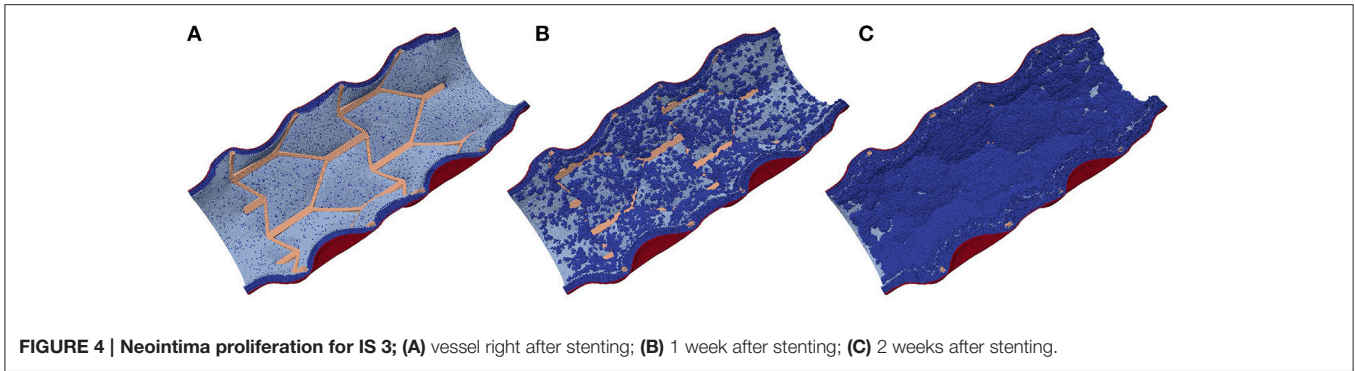 A
B
C
FIGURE 4 | Neointima proliferation for IS 3; (A) vessel right after stenting; (B) 1 week after stenting; (C) 2 weeks after stenting.